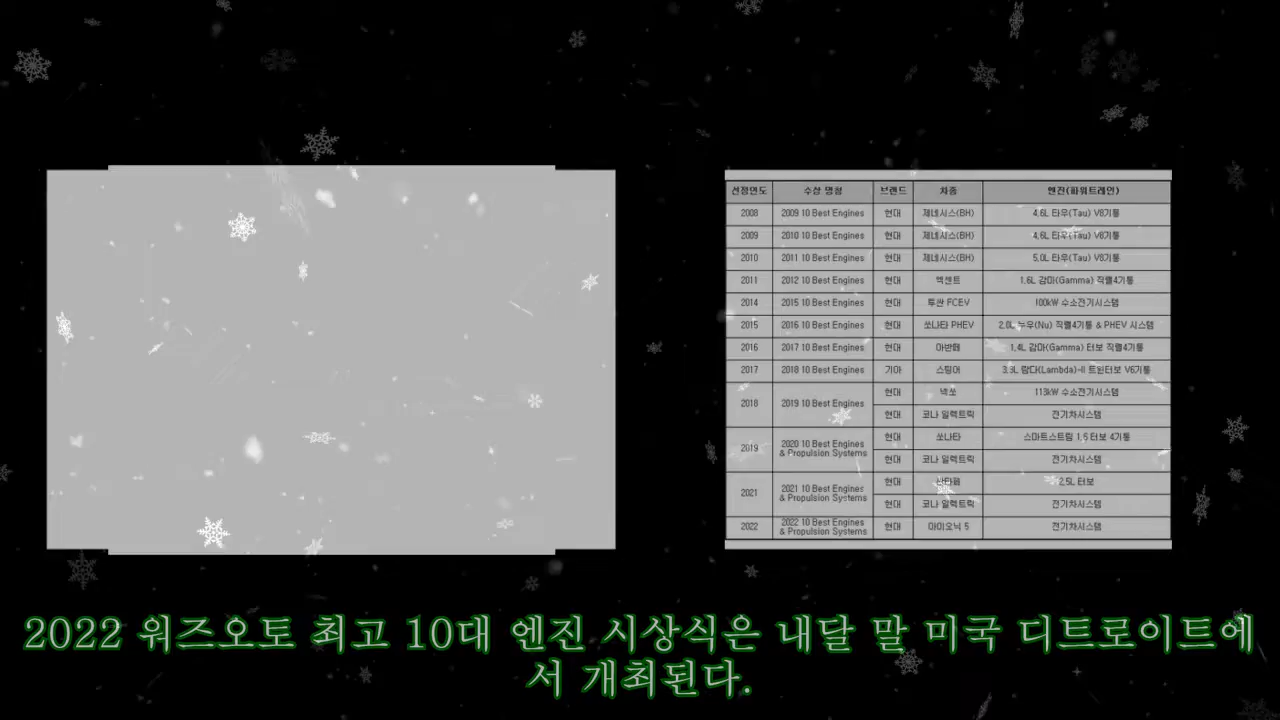 선정연도 수상 명칭 브랜드 차종 엔진(파워트레인)
2008 2009 10 Best Engines 현대 제네시스(BH) 4.6L 타우(Tau) V8기통
2009 2010 10 Best Engines 현대 제네시스(BH) 4.6L 타우(Tau) V8기통
2010 2011 10 Best Engines 현대 제네시스(BH) 5.0L 타우(Tau) V8기통
2011 2012 10 Best Engines 현대 엑센트 1.6L 감마(Gamma) 직렬4기통
2014 2015 10 Best Engines 현대 투싼 FCEV 100kW 수소전기시스템
2015 2016 10 Best Engines 현대 쏘나타 PHEV 2.0L 누우(Nu) 직렬4기통 & PHEV 시스템
2016 2017 10 Best Engines 현대 아반떼 1.4L 감마(Gamma) 터보 직렬4기통
2017 2018 10 Best Engines 기아 스팅어 3.3L 람다(Lambda)-II 트윈터보 V6기통
2018 2019 10 Best Engines 현대 넥쏘 113kW 수소전기시스템
현대 코나 일렉트릭 전기차시스템
2019 2020 10 Best Engines & Propulsion Systems 현대 쏘나타 스마트스트림 1.6 터보 4기통
현대 코나 일렉트릭 전기차시스템
2021 2021 10 Best Engines & Propulsion Systems 현대 싼타페 2.5L 터보
현대 코나 일렉트릭 전기차시스템
2022 2022 10 Best Engines & Propulsion Systems 현대 아이오닉 5 전기차시스템
2022 워즈오토 최고 10대 엔진 시상식은 내달 말 미국 디트로이트에
서 개최된다.